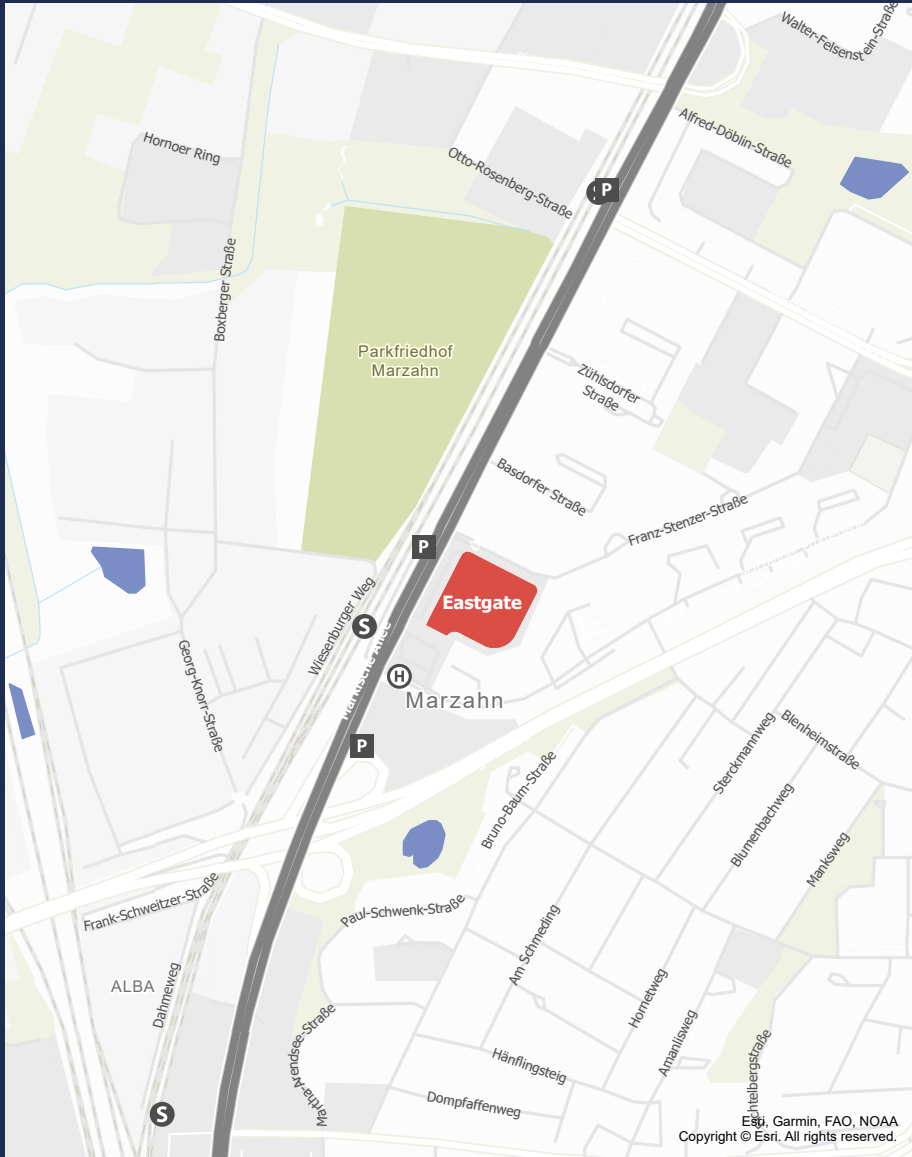 Walter-Felsenstein-Straße
Alfred-Döblin-Straße
Hornoer Ring
Otto-Rosenberg-Straße
P
Boxberger Straße
Parkfriedhof
Marzahn
Zühlsdorfer
Straße
Basdorfer Straße
Franz-Stenzer-Straße
P
Eastgate
Wiesenburger Weg
S
Märkische Allee
H
Georg-Knorr-Straße
Marzahn
P
Sterckmannweg
Blenheimstraße
Bruno-Baum-Straße
Blumenbachweg
Manksweg
Frank-Schweitzer-Straße
Paul-Schwenk-Straße
Am Schmeding
ALBA
Dahmeweg
Hornetweg
Martha-Arendsee-Straße
Amanlisweg
Hänflingsteig
Dompfaffenweg
S
Esri, Garmin, FAO, NOAA
Copyright © Esri. All rights reserved.